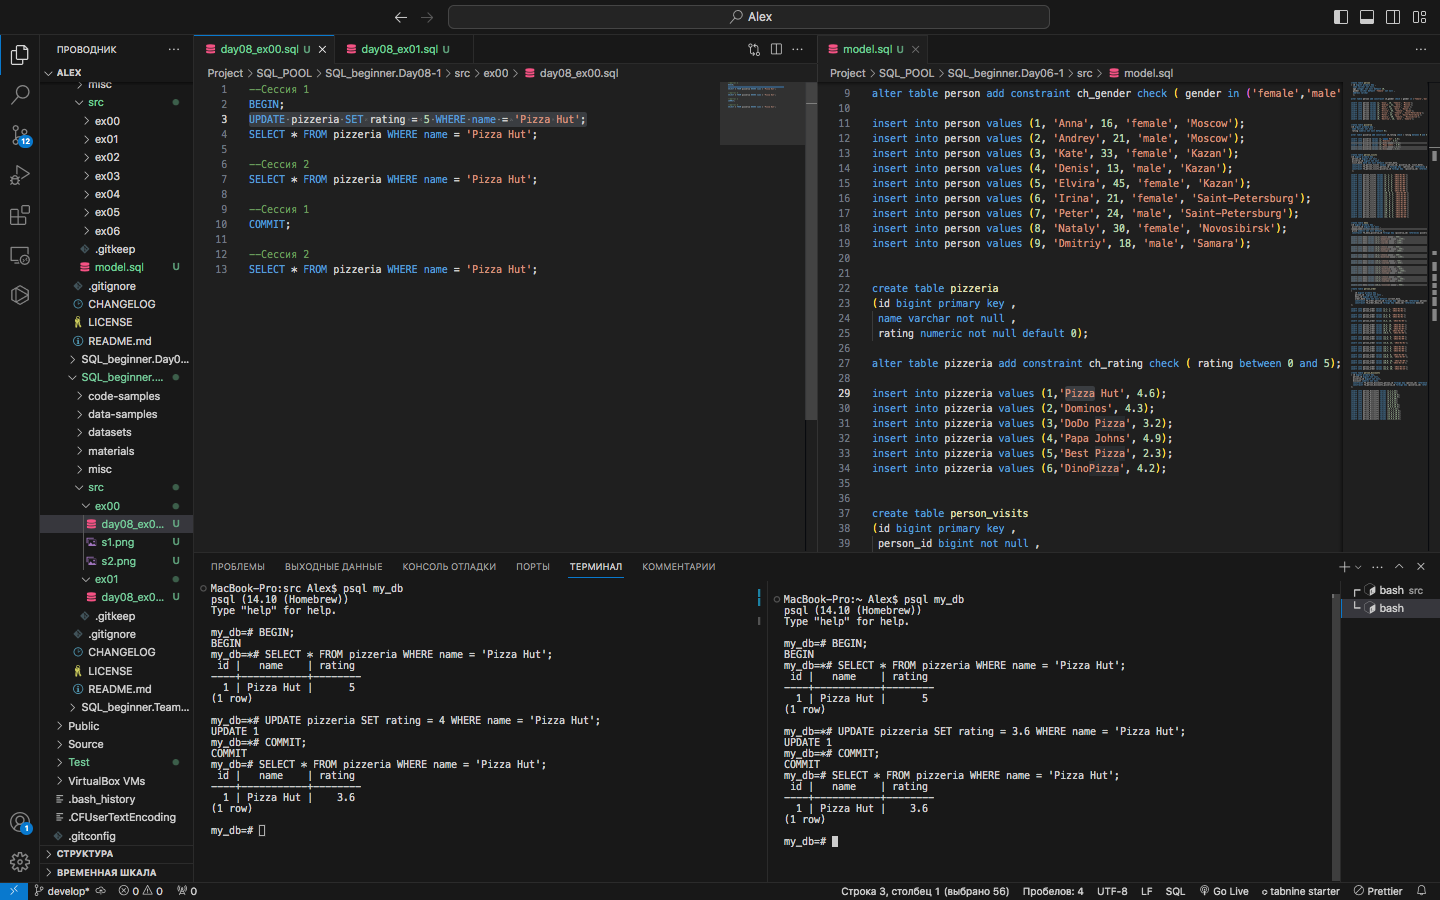 Alex
ПРОВОДНИК
ALEX
misc
src
ex00
ex01
ex02
ex03
ex04
ex05
ex06
.gitkeep
model.sql U
.gitignore
CHANGELOG
LICENSE
README.md
SQL_beginner.Day0...
SQL_beginner....
code-samples
data-samples
datasets
materials
misc
src
ex00
day08_ex0... U
s1.png U
s2.png U
ex01
day08_ex0... U
.gitkeep
.gitignore
CHANGELOG
LICENSE
README.md
SQL_beginner.Team...
Public
Source
Test
VirtualBox VMs
.bash_history
.CFUserTextEncoding
.gitconfig
СТРУКТУРА
ВРЕМЕННАЯ ШКАЛА
12
1
day08_ex00.sql U
day08_ex01.sql U
Project > SQL_POOL > SQL_beginner.Day08-1 > src > ex00 > day08_ex00.sql
1 --Сессия 1
2 BEGIN;
3 UPDATE pizzeria SET rating = 5 WHERE name = 'Pizza Hut';
4 SELECT * FROM pizzeria WHERE name = 'Pizza Hut';
5
6 --Сессия 2
7 SELECT * FROM pizzeria WHERE name = 'Pizza Hut';
8
9 --Сессия 1
10 COMMIT;
11
12 --Сессия 2
13 SELECT * FROM pizzeria WHERE name = 'Pizza Hut';
model.sql U
Project > SQL_POOL > SQL_beginner.Day06-1 > src > model.sql
9 alter table person add constraint ch_gender check ( gender in ('female','male'
10
11 insert into person values (1, 'Anna', 16, 'female', 'Moscow');
12 insert into person values (2, 'Andrey', 21, 'male', 'Moscow');
13 insert into person values (3, 'Kate', 33, 'female', 'Kazan');
14 insert into person values (4, 'Denis', 13, 'male', 'Kazan');
15 insert into person values (5, 'Elvira', 45, 'female', 'Kazan');
16 insert into person values (6, 'Irina', 21, 'female', 'Saint-Petersburg');
17 insert into person values (7, 'Peter', 24, 'male', 'Saint-Petersburg');
18 insert into person values (8, 'Nataly', 30, 'female', 'Novosibirsk');
19 insert into person values (9, 'Dmitriy', 18, 'male', 'Samara');
20
21
22 create table pizzeria
23 (id bigint primary key ,
24 name varchar not null ,
25 rating numeric not null default 0);
26
27 alter table pizzeria add constraint ch_rating check ( rating between 0 and 5);
28
29 insert into pizzeria values (1,'Pizza Hut', 4.6);
30 insert into pizzeria values (2,'Dominos', 4.3);
31 insert into pizzeria values (3,'DoDo Pizza', 3.2);
32 insert into pizzeria values (4,'Papa Johns', 4.9);
33 insert into pizzeria values (5,'Best Pizza', 2.3);
34 insert into pizzeria values (6,'DinoPizza', 4.2);
35
36
37 create table person_visits
38 (id bigint primary key ,
39 person_id bigint not null ,
ПРОБЛЕМЫ ВЫХОДНЫЕ ДАННЫЕ КОНСОЛЬ ОТЛАДКИ ПОРТЫ ТЕРМИНАЛ КОММЕНТАРИИ
MacBook-Pro:src Alex$ psql my_db
psql (14.10 (Homebrew))
Type "help" for help.
my_db=# BEGIN;
BEGIN
my_db=*# SELECT * FROM pizzeria WHERE name = 'Pizza Hut';
id | name | rating
----+-----------+--------
1 | Pizza Hut | 5
(1 row)
my_db=*# UPDATE pizzeria SET rating = 4 WHERE name = 'Pizza Hut';
UPDATE 1
my_db=*# COMMIT;
COMMIT
my_db=# SELECT * FROM pizzeria WHERE name = 'Pizza Hut';
id | name | rating
----+-----------+--------
1 | Pizza Hut | 3.6
(1 row)
my_db=#
MacBook-Pro:~ Alex$ psql my_db
psql (14.10 (Homebrew))
Type "help" for help.
my_db=# BEGIN;
BEGIN
my_db=*# SELECT * FROM pizzeria WHERE name = 'Pizza Hut';
id | name | rating
----+-----------+--------
1 | Pizza Hut | 5
(1 row)
my_db=*# UPDATE pizzeria SET rating = 3.6 WHERE name = 'Pizza Hut';
UPDATE 1
my_db=*# COMMIT;
COMMIT
my_db=# SELECT * FROM pizzeria WHERE name = 'Pizza Hut';
id | name | rating
----+-----------+--------
1 | Pizza Hut | 3.6
(1 row)
my_db=#
bash src
bash
develop* 0 0 0
Строка 3, столбец 1 (выбрано 56) Пробелов: 4 UTF-8 LF SQL Go Live tabnine starter Prettier